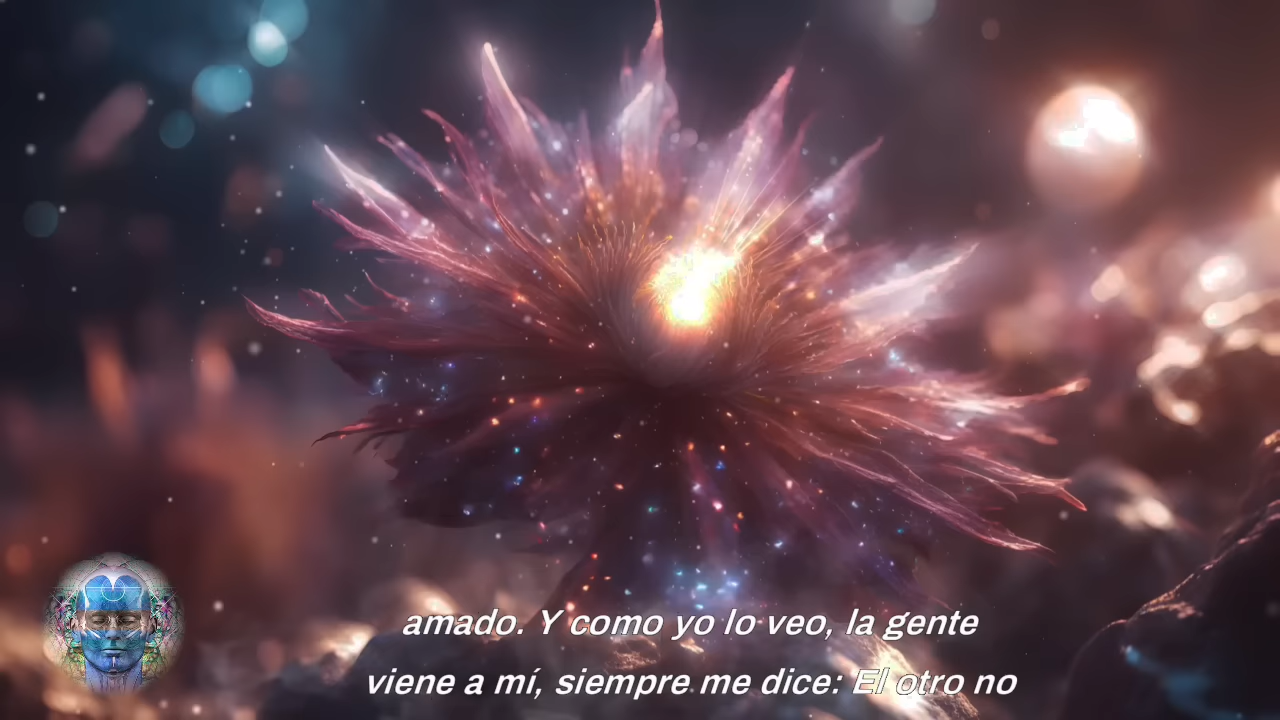 amado. Y como yo lo veo, la gente
viene a mí, siempre me dice: El otro no